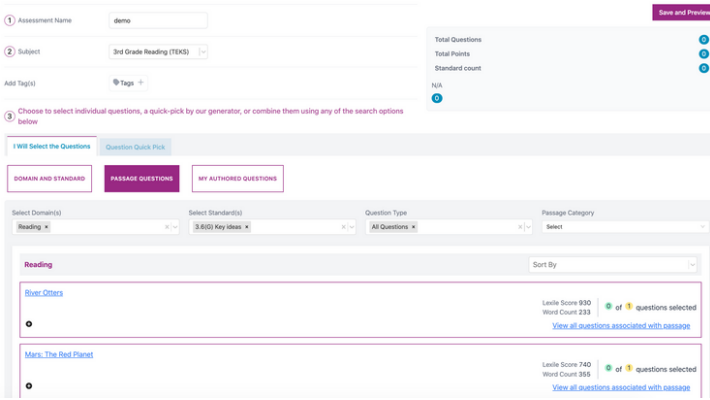 Save and Preview
1 Assessment Name demo
2 Subject 3rd Grade Reading (TEKS)
Add Tag(s) Tags +
Total Questions 0
Total Points 0
Standard count 0
N/A
0
3 Choose to select individual questions, a quick-pick by our generator, or combine them using any of the search options
below
I Will Select the Questions Question Quick Pick
DOMAIN AND STANDARD PASSAGE QUESTIONS MY AUTHORED QUESTIONS
Select Domain(s) Select Standard(s) Question Type Passage Category
Reading × 3.6(G) Key ideas × All Questions × Select
Reading Sort By
River Otters
Lexile Score 930
Word Count 233
0 of 1 questions selected
View all questions associated with passage
Mars: The Red Planet
Lexile Score 740
Word Count 355
0 of 1 questions selected
View all questions associated with passage